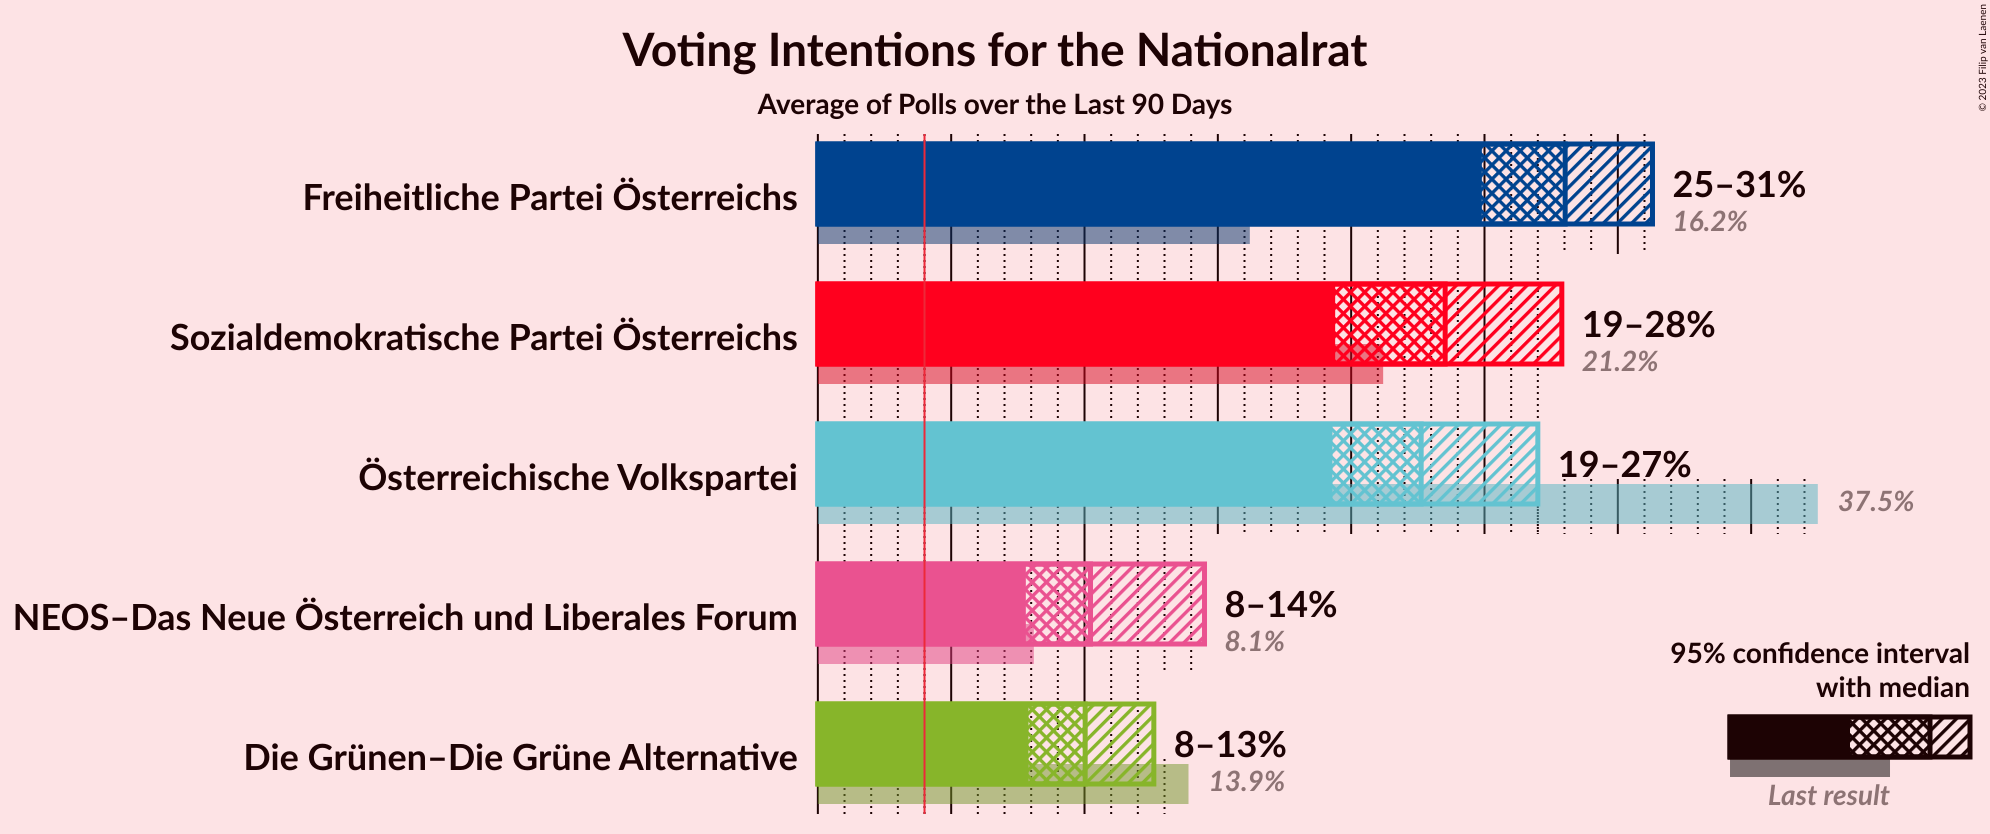 Voting Intentions for the Nationalrat
Average of Polls over the Last 90 Days
© 2023 Filip van Laenen
Freiheitliche Partei Österreichs
25–31%
16.2%
Sozialdemokratische Partei Österreichs
19–28%
21.2%
Österreichische Volkspartei
19–27%
37.5%
NEOS–Das Neue Österreich und Liberales Forum
8–14%
8.1%
Die Grünen–Die Grüne Alternative
8–13%
13.9%
95% confidence interval
with median
Last result